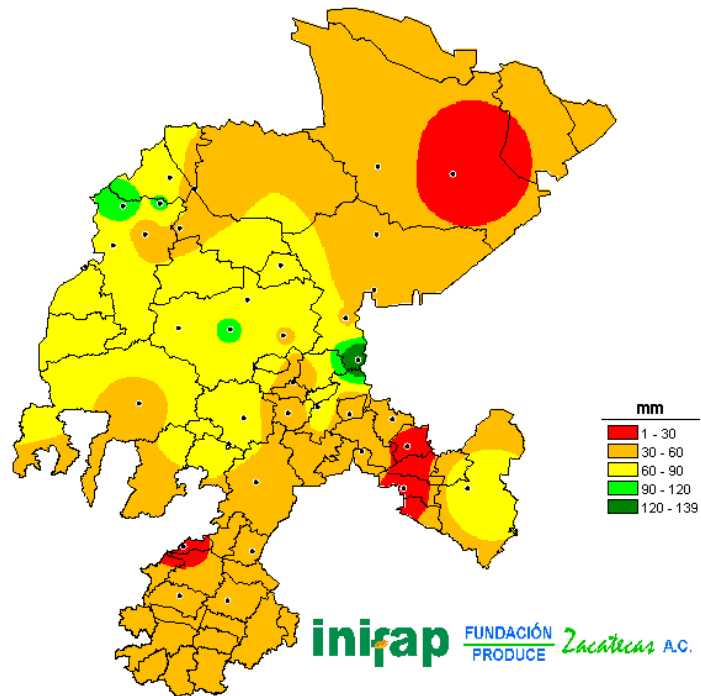 mm
1 - 30
30 - 60
60 - 90
90 - 120
120 - 139
inifap
FUNDACIÓN
PRODUCE
Zacatecas A.C.